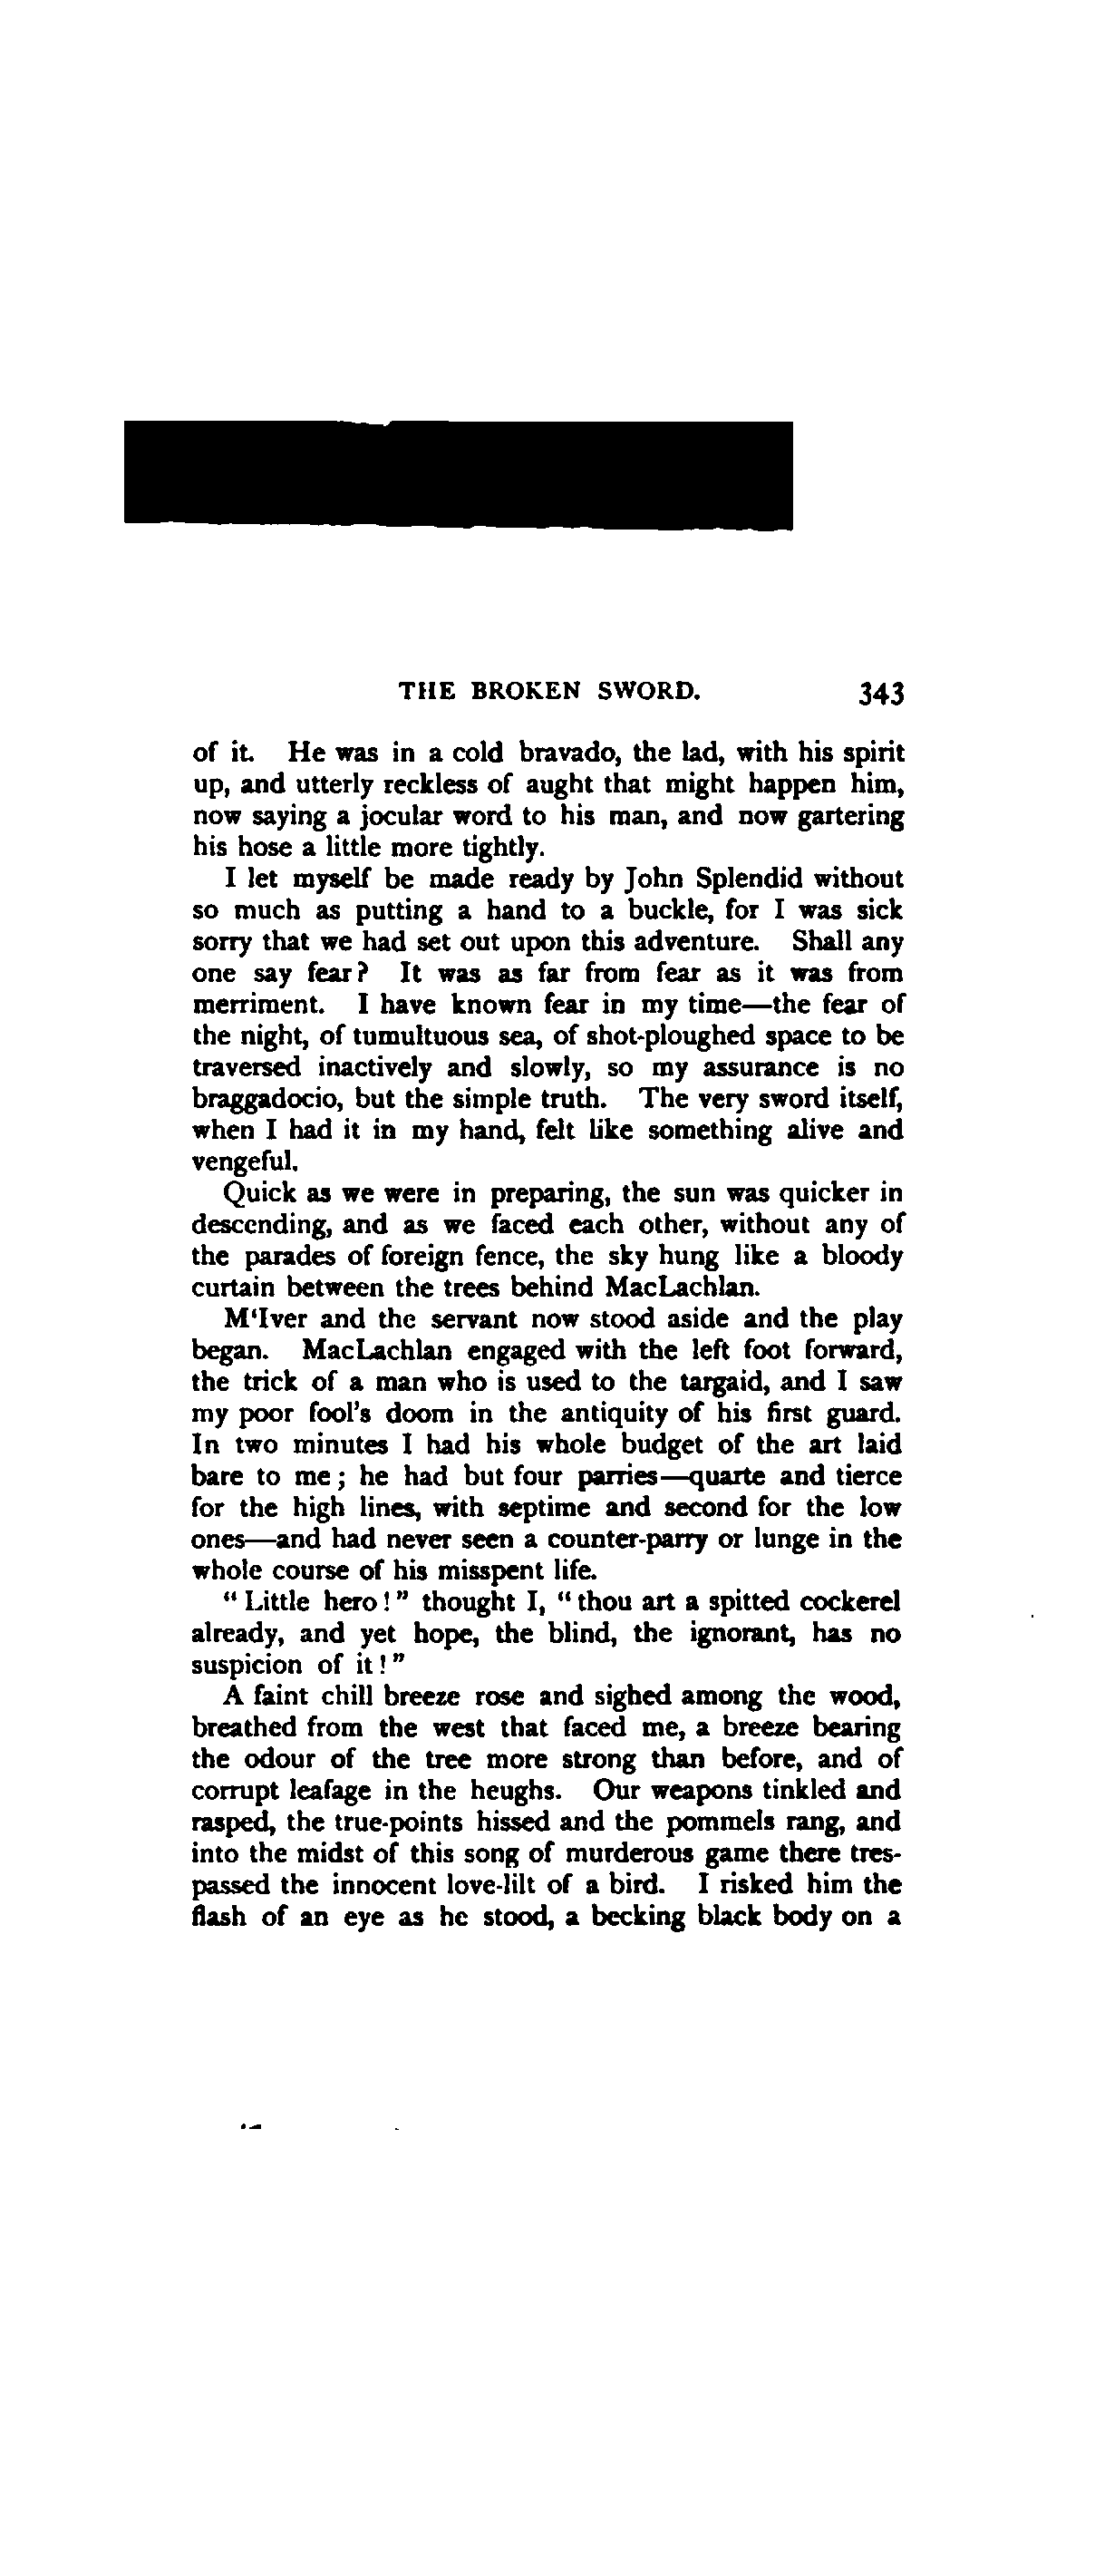 THE BROKEN SWORD. 343
of it. He was in a cold bravado, the lad, with his spirit
up, and utterly reckless of aught that might happen him,
now saying a jocular word to his man, and now gartering
his hose a little more tightly.
I let myself be made ready by John Splendid without
so much as putting a hand to a buckle, for I was sick
sorry that we had set out upon this adventure. Shall any
one say fear? It was as far from fear as it was from
merriment. I have known fear in my time—the fear of
the night, of tumultuous sea, of shot-ploughed space to be
traversed inactively and slowly, so my assurance is no
braggadocio, but the simple truth. The very sword itself,
when I had it in my hand, felt like something alive and
vengeful.
Quick as we were in preparing, the sun was quicker in
descending, and as we faced each other, without any of
the parades of foreign fence, the sky hung like a bloody
curtain between the trees behind MacLachlan.
M'Iver and the servant now stood aside and the play
began. MacLachlan engaged with the left foot forward,
the trick of a man who is used to the targaid, and I saw
my poor fool's doom in the antiquity of his first guard.
In two minutes I had his whole budget of the art laid
bare to me; he had but four parries—quarte and tierce
for the high lines, with septime and second for the low
ones—and had never seen a counter-parry or lunge in the
whole course of his misspent life.
"Little hero!" thought I, "thou art a spitted cockerel
already, and yet hope, the blind, the ignorant, has no
suspicion of it!"
A faint chill breeze rose and sighed among the wood,
breathed from the west that faced me, a breeze bearing
the odour of the tree more strong than before, and of
corrupt leafage in the heughs. Our weapons tinkled and
rasped, the true-points hissed and the pommels rang, and
into the midst of this song of murderous game there tres-
passed the innocent love-lilt of a bird. I risked him the
flash of an eye as he stood, a becking black body on a